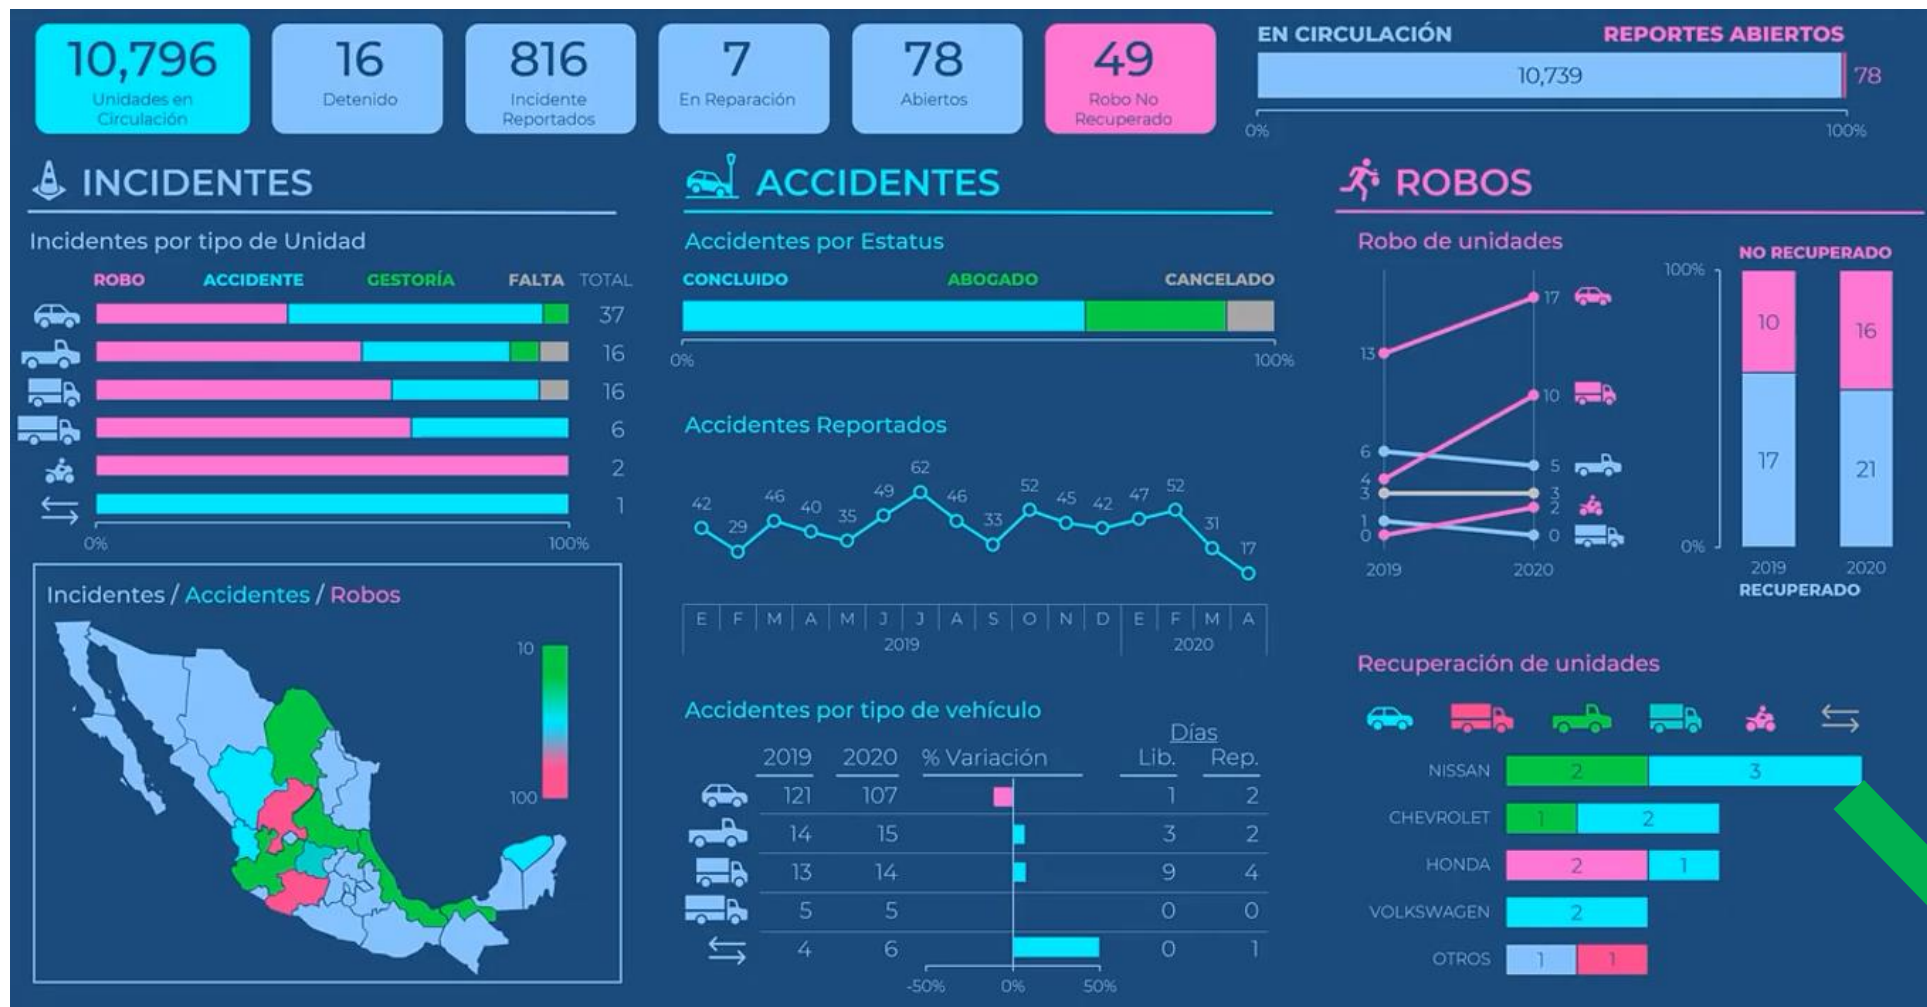 10,796
Unidades en
Circulación
16
Detenido
816
Incidente
Reportados
7
En Reparación
78
Abiertos
49
Robo No
Recuperado
EN CIRCULACIÓN REPORTES ABIERTOS
10,739 78
0% 100%
INCIDENTES
Incidentes por tipo de Unidad
ROBO ACCIDENTE GESTORÍA FALTA TOTAL
37
16
16
6
2
1
0% 100%
Incidentes / Accidentes / Robos
10
100
ACCIDENTES
Accidentes por Estatus
CONCLUIDO ABOGADO CANCELADO
0% 100%
Accidentes Reportados
42 29 46 40 35 49 62 46 33 52 45 42 47 52 31 17
E F M A M J J A S O N D E F M A
2019 2020
Accidentes por tipo de vehículo
Días
2019 2020 % Variación Lib. Rep.
121 107 1 2
14 15 3 2
13 14 9 4
5 5 0 0
4 6 0 1
-50% 0% 50%
ROBOS
Robo de unidades
13 17
4 10
6 5
3 3
0 2
1 0
2019 2020
NO RECUPERADO
100%
10 16
17 21
0%
2019 2020
RECUPERADO
Recuperación de unidades
NISSAN 2 3
CHEVROLET 1 2
HONDA 2 1
VOLKSWAGEN 2
OTROS 1 1